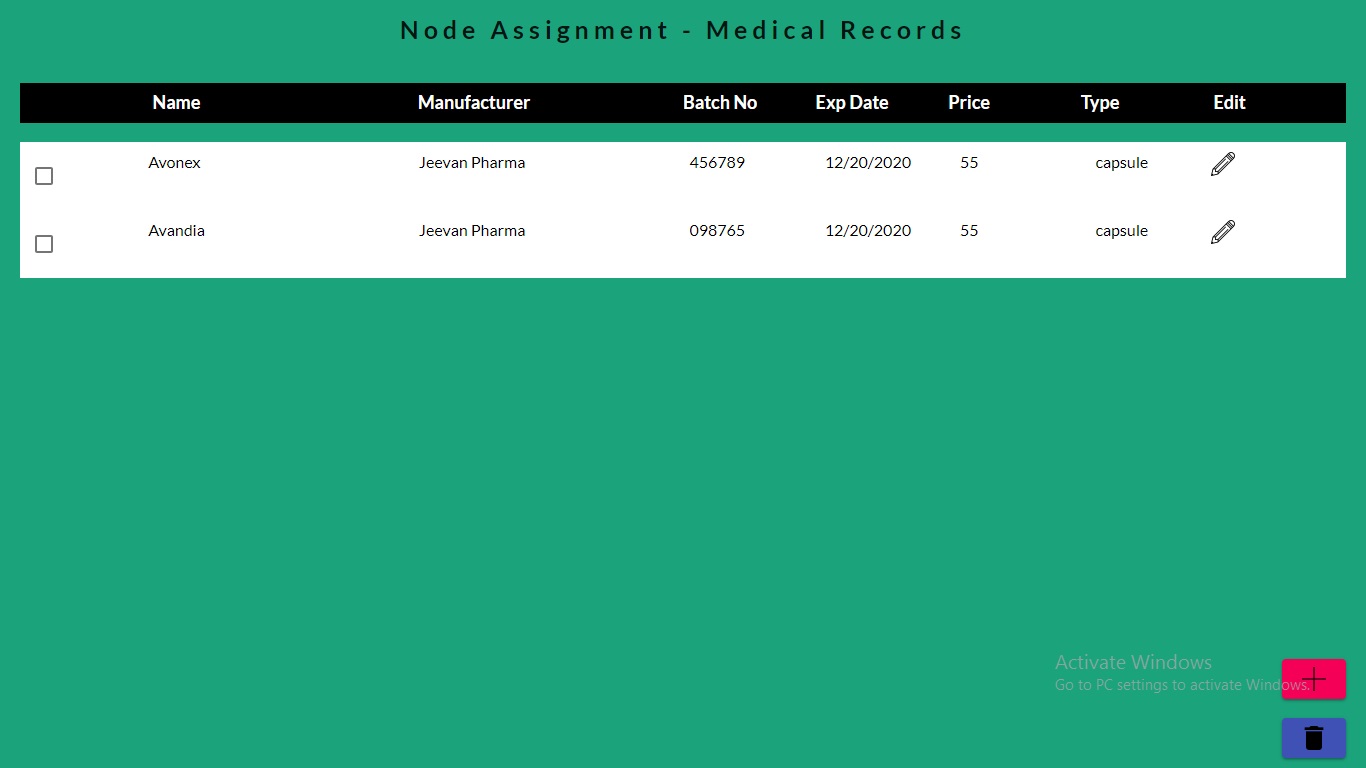 Node Assignment - Medical Records
Name Manufacturer Batch No Exp Date Price Type Edit
Avonex Jeevan Pharma 456789 12/20/2020 55 capsule
Avandia Jeevan Pharma 098765 12/20/2020 55 capsule
Activate Windows
Go to PC settings to activate Windows.